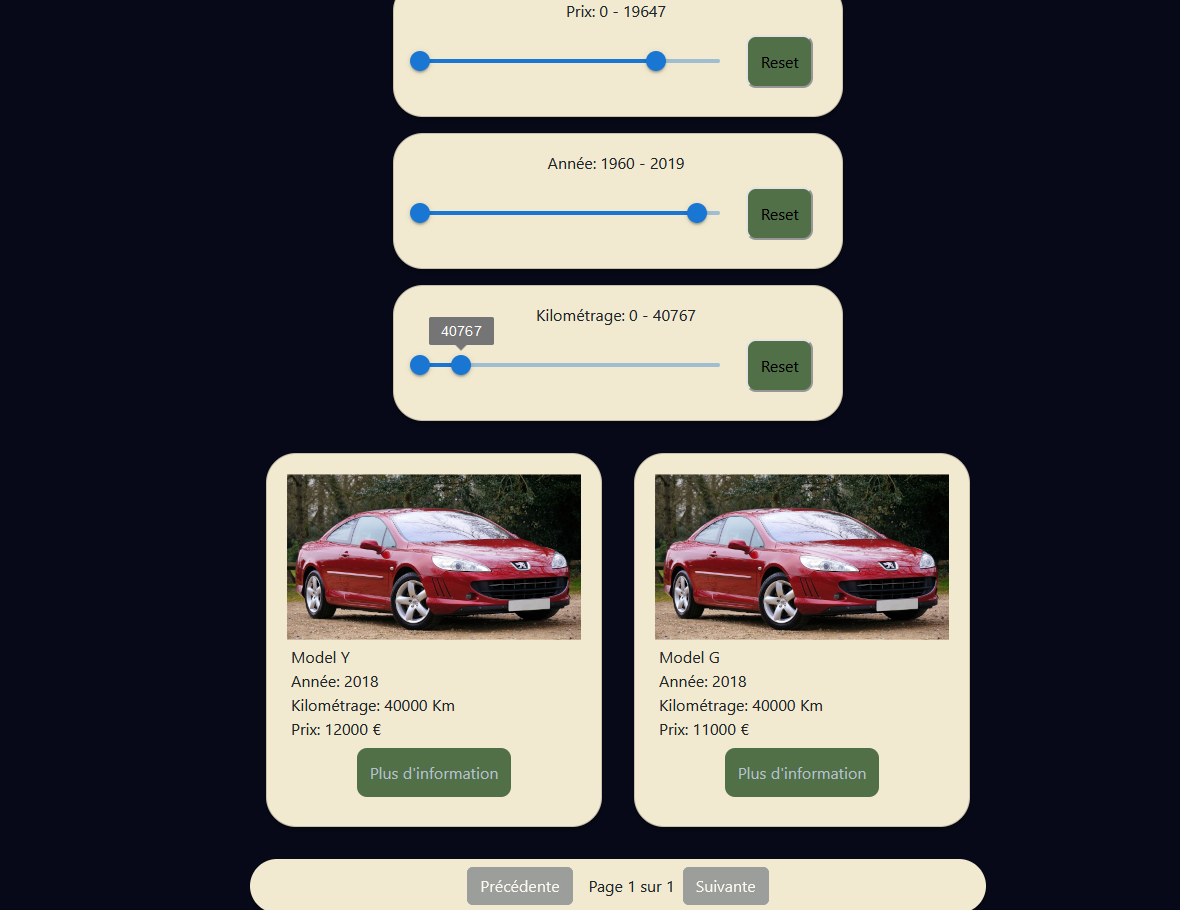 Prix: 0 - 19647
Reset
Année: 1960 - 2019
Reset
Kilométrage: 0 - 40767
40767
Reset
Model Y
Année: 2018
Kilométrage: 40000 Km
Prix: 12000 €
Plus d'information
Model G
Année: 2018
Kilométrage: 40000 Km
Prix: 11000 €
Plus d'information
Précédente Page 1 sur 1 Suivante